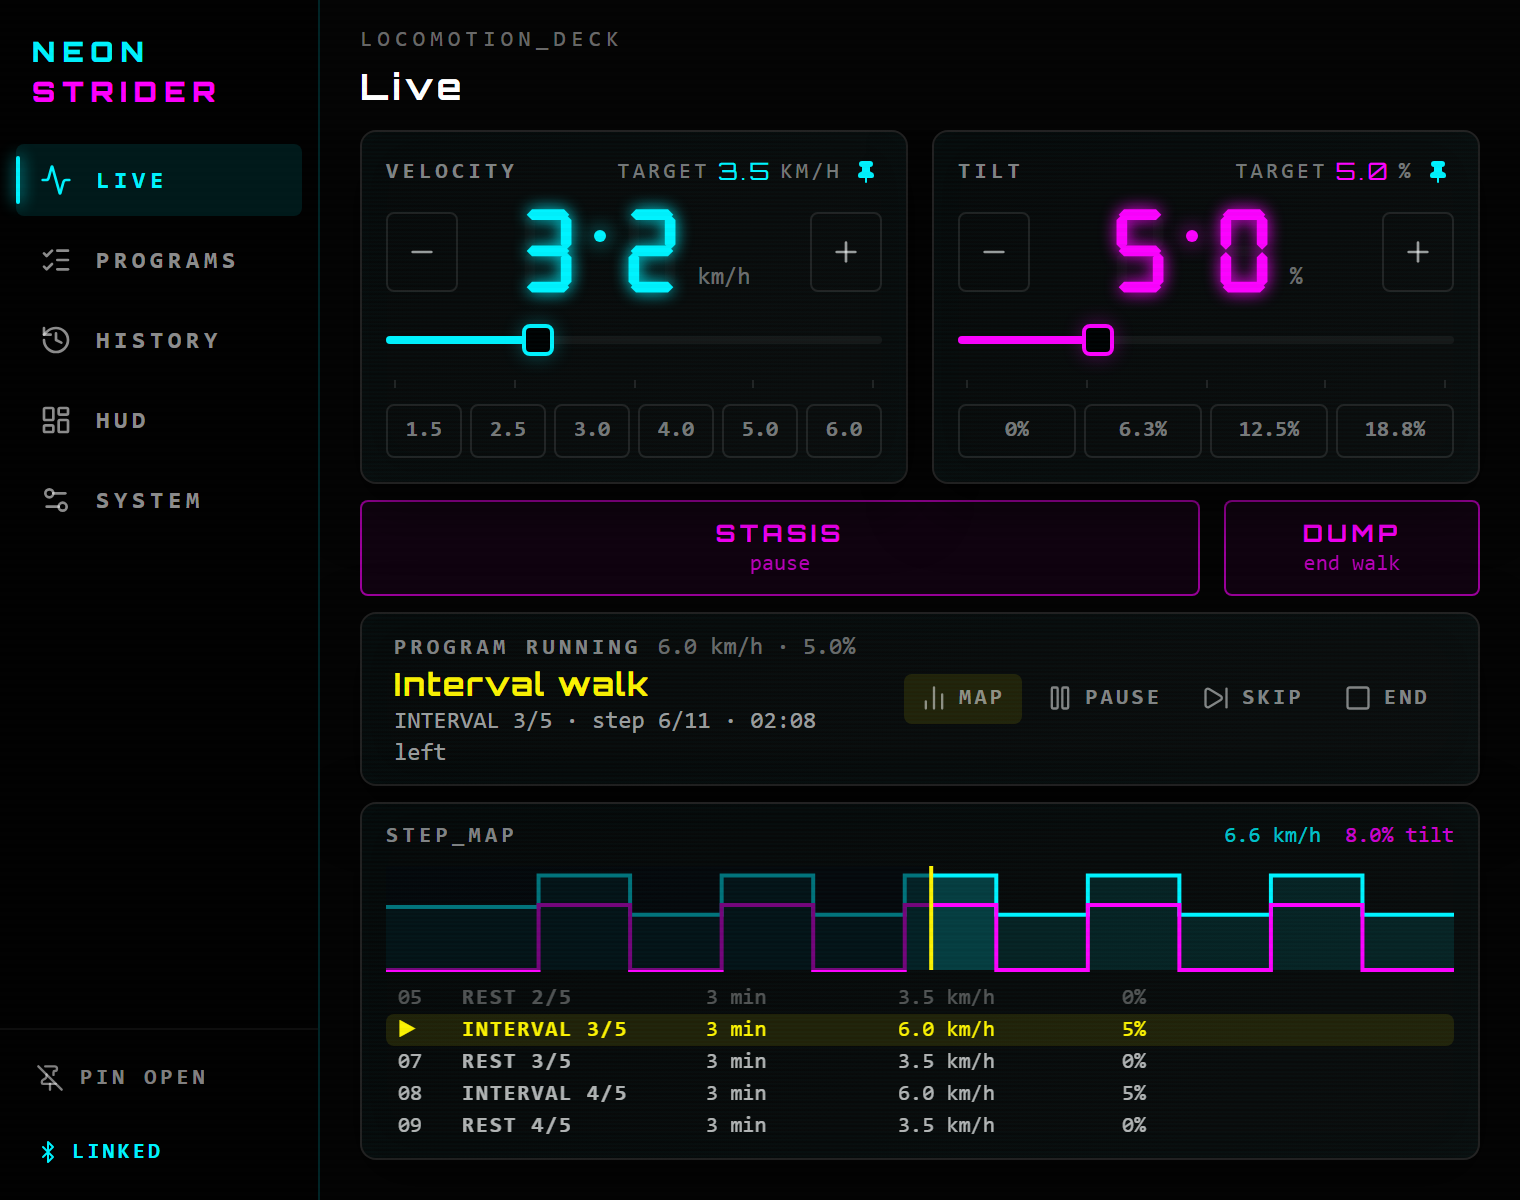 NEON
STRIDER
LIVE
PROGRAMS
HISTORY
HUD
SYSTEM
PIN OPEN
LINKED
LOCOMOTION_DECK
Live
VELOCITY TARGET 3.5 KM/H
− 3.2 km/h +
1.5 2.5 3.0 4.0 5.0 6.0
TILT TARGET 5.0 %
− 5.0 % +
0% 6.3% 12.5% 18.8%
STASIS
pause
DUMP
end walk
PROGRAM RUNNING 6.0 km/h · 5.0%
Interval walk
INTERVAL 3/5 · step 6/11 · 02:08
left
MAP PAUSE SKIP END
STEP_MAP 6.6 km/h 8.0% tilt
05 REST 2/5 3 min 3.5 km/h 0%
▶ INTERVAL 3/5 3 min 6.0 km/h 5%
07 REST 3/5 3 min 3.5 km/h 0%
08 INTERVAL 4/5 3 min 6.0 km/h 5%
09 REST 4/5 3 min 3.5 km/h 0%